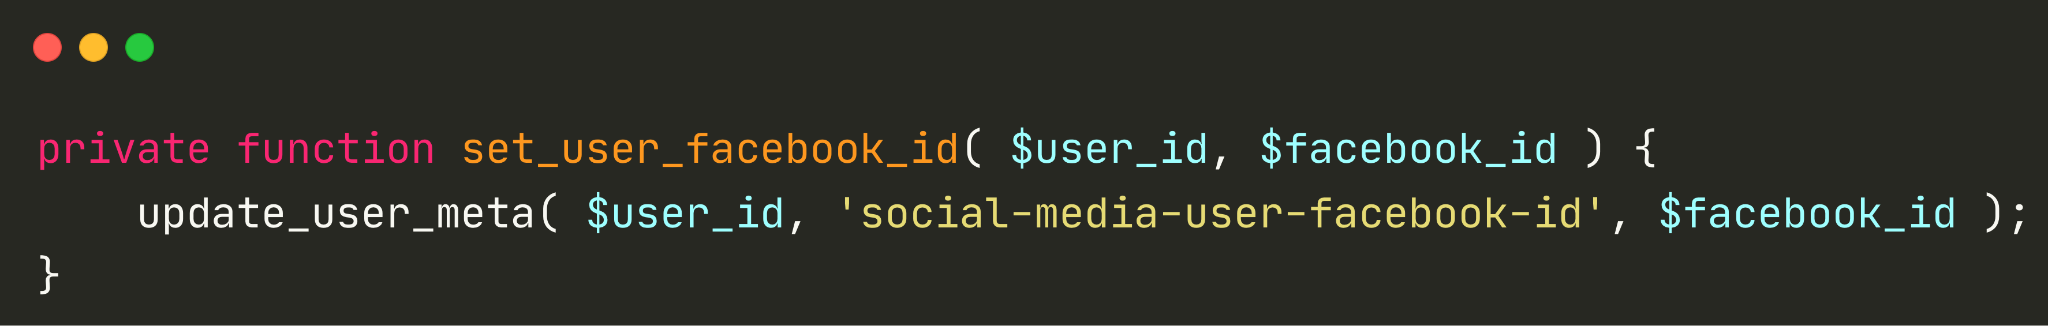 private function set_user_facebook_id( $user_id, $facebook_id ) {
    update_user_meta( $user_id, 'social-media-user-facebook-id', $facebook_id );
}